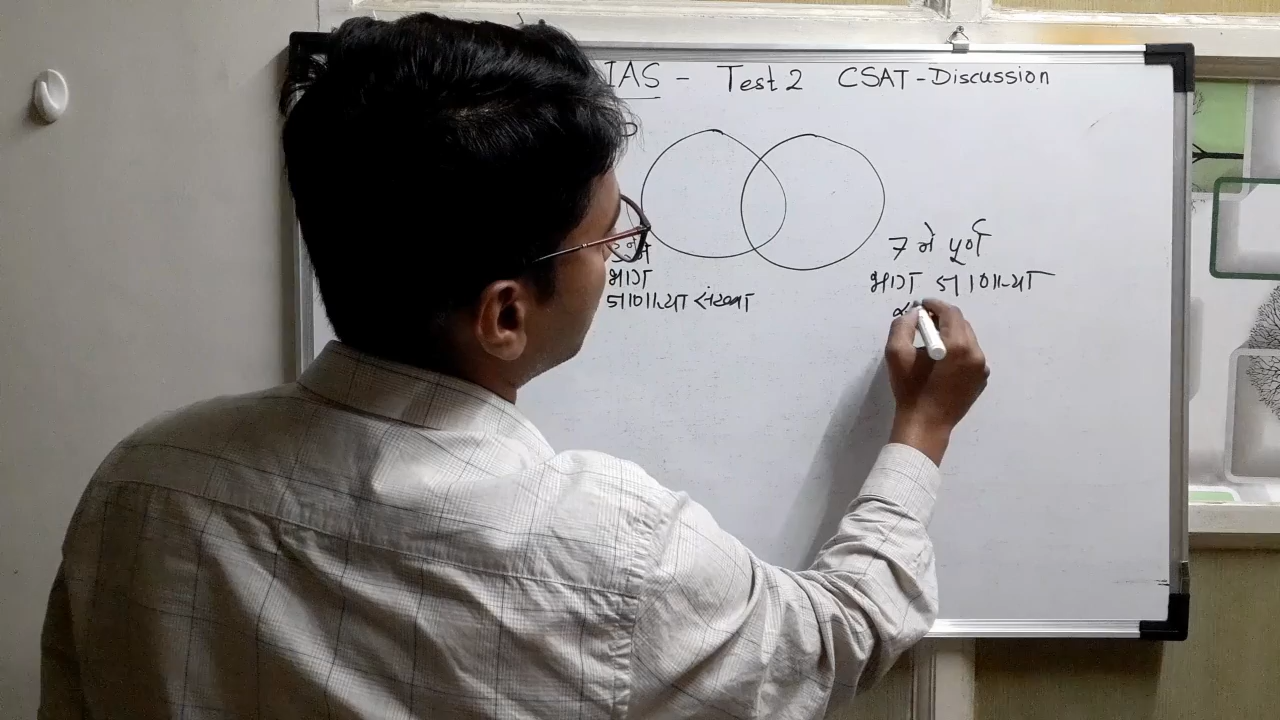 IAS - Test 2 CSAT - Discussion
भाग
जाणाऱ्या संख्या
7 ने पूर्ण
भाग जाणाऱ्या